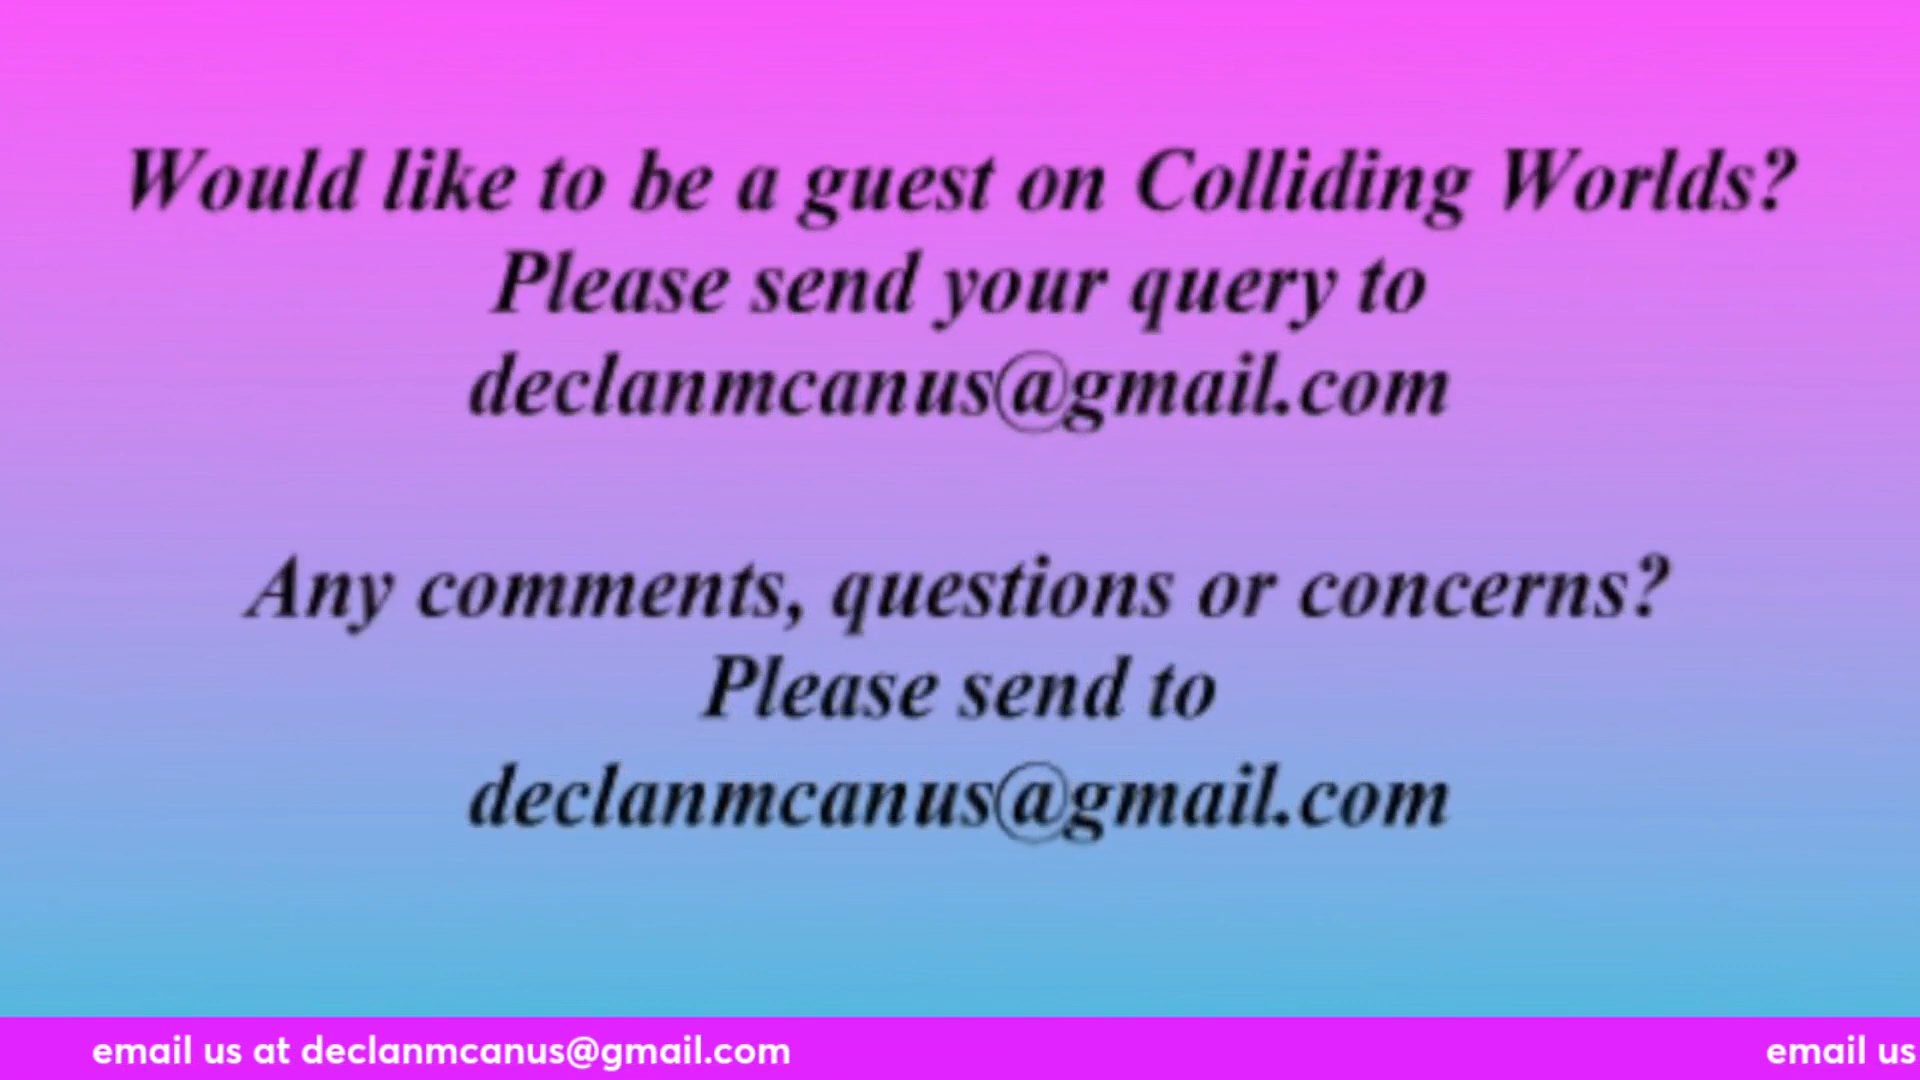 Would like to be a guest on Colliding Worlds?
Please send your query to
declanmcanus@gmail.com
Any comments, questions or concerns?
Please send to
declanmcanus@gmail.com
email us at declanmcanus@gmail.com
email us